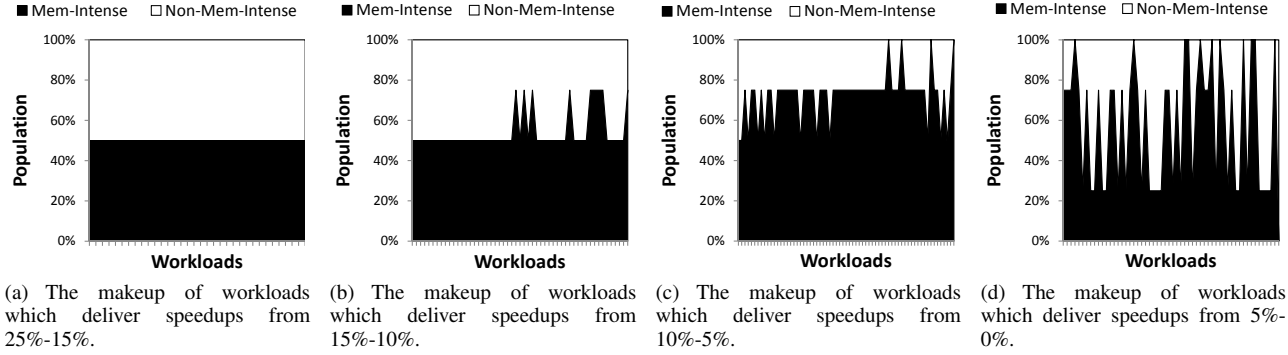 ■Mem-Intense □Non-Mem-Intense
100%
80%
60%
40%
20%
0%
Population
Workloads
(a) The makeup of workloads
which deliver speedups from
25%-15%.
■Mem-Intense □Non-Mem-Intense
100%
80%
60%
40%
20%
0%
Population
Workloads
(b) The makeup of workloads
which deliver speedups from
15%-10%.
■Mem-Intense □Non-Mem-Intense
100%
80%
60%
40%
20%
0%
Population
Workloads
(c) The makeup of workloads
which deliver speedups from
10%-5%.
■Mem-Intense □Non-Mem-Intense
100%
80%
60%
40%
20%
0%
Population
Workloads
(d) The makeup of workloads
which deliver speedups from 5%-
0%.